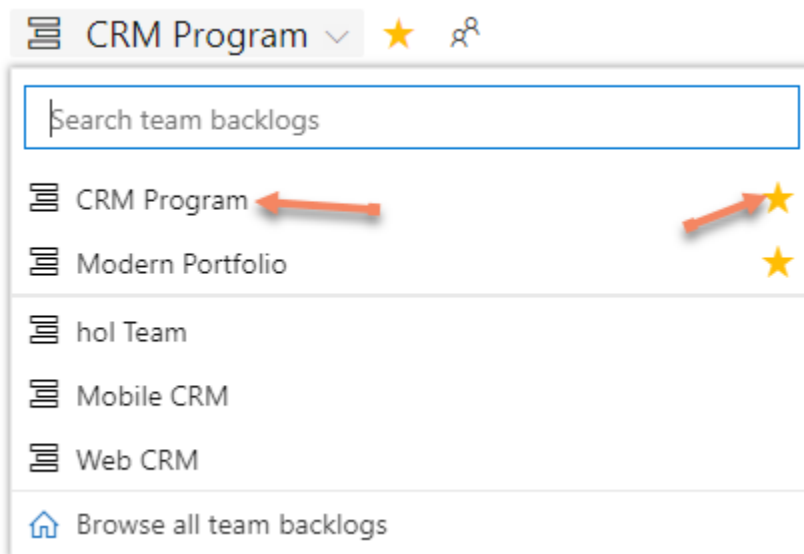 CRM Program
Search team backlogs
CRM Program
Modern Portfolio
hol Team
Mobile CRM
Web CRM
Browse all team backlogs